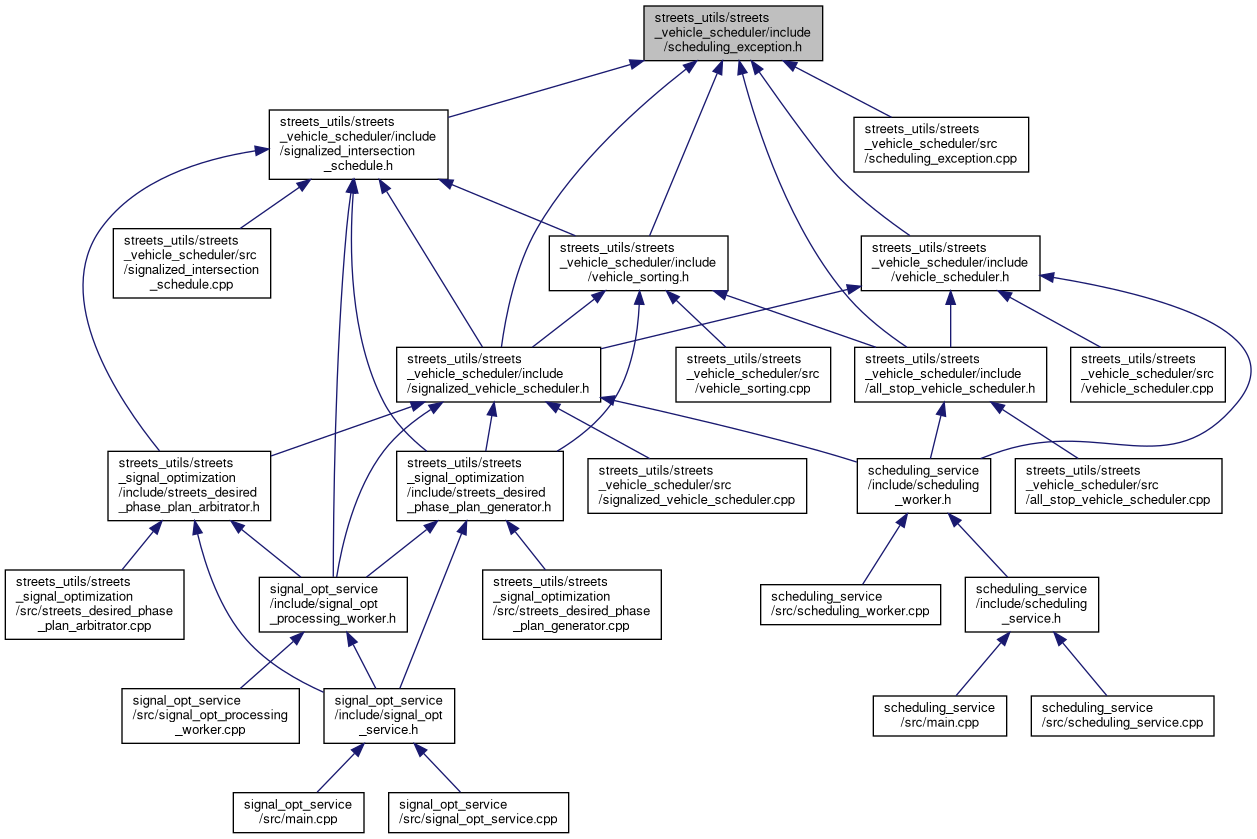 streets_utils/streets
_vehicle_scheduler/include
/scheduling_exception.h
streets_utils/streets
_vehicle_scheduler/include
/signalized_intersection
_schedule.h
streets_utils/streets
_vehicle_scheduler/src
/scheduling_exception.cpp
streets_utils/streets
_vehicle_scheduler/src
/signalized_intersection
_schedule.cpp
streets_utils/streets
_vehicle_scheduler/include
/vehicle_sorting.h
streets_utils/streets
_vehicle_scheduler/include
/vehicle_scheduler.h
streets_utils/streets
_vehicle_scheduler/include
/signalized_vehicle_scheduler.h
streets_utils/streets
_vehicle_scheduler/src
/vehicle_sorting.cpp
streets_utils/streets
_vehicle_scheduler/include
/all_stop_vehicle_scheduler.h
streets_utils/streets
_vehicle_scheduler/src
/vehicle_scheduler.cpp
streets_utils/streets
_signal_optimization
/include/streets_desired
_phase_plan_arbitrator.h
streets_utils/streets
_signal_optimization
/include/streets_desired
_phase_plan_generator.h
streets_utils/streets
_vehicle_scheduler/src
/signalized_vehicle_scheduler.cpp
scheduling_service
/include/scheduling
_worker.h
streets_utils/streets
_vehicle_scheduler/src
/all_stop_vehicle_scheduler.cpp
streets_utils/streets
_signal_optimization
/src/streets_desired_phase
_plan_arbitrator.cpp
signal_opt_service
/include/signal_opt
_processing_worker.h
streets_utils/streets
_signal_optimization
/src/streets_desired_phase
_plan_generator.cpp
scheduling_service
/src/scheduling_worker.cpp
scheduling_service
/include/scheduling
_service.h
signal_opt_service
/src/signal_opt_processing
_worker.cpp
signal_opt_service
/include/signal_opt
_service.h
scheduling_service
/src/main.cpp
scheduling_service
/src/scheduling_service.cpp
signal_opt_service
/src/main.cpp
signal_opt_service
/src/signal_opt_service.cpp